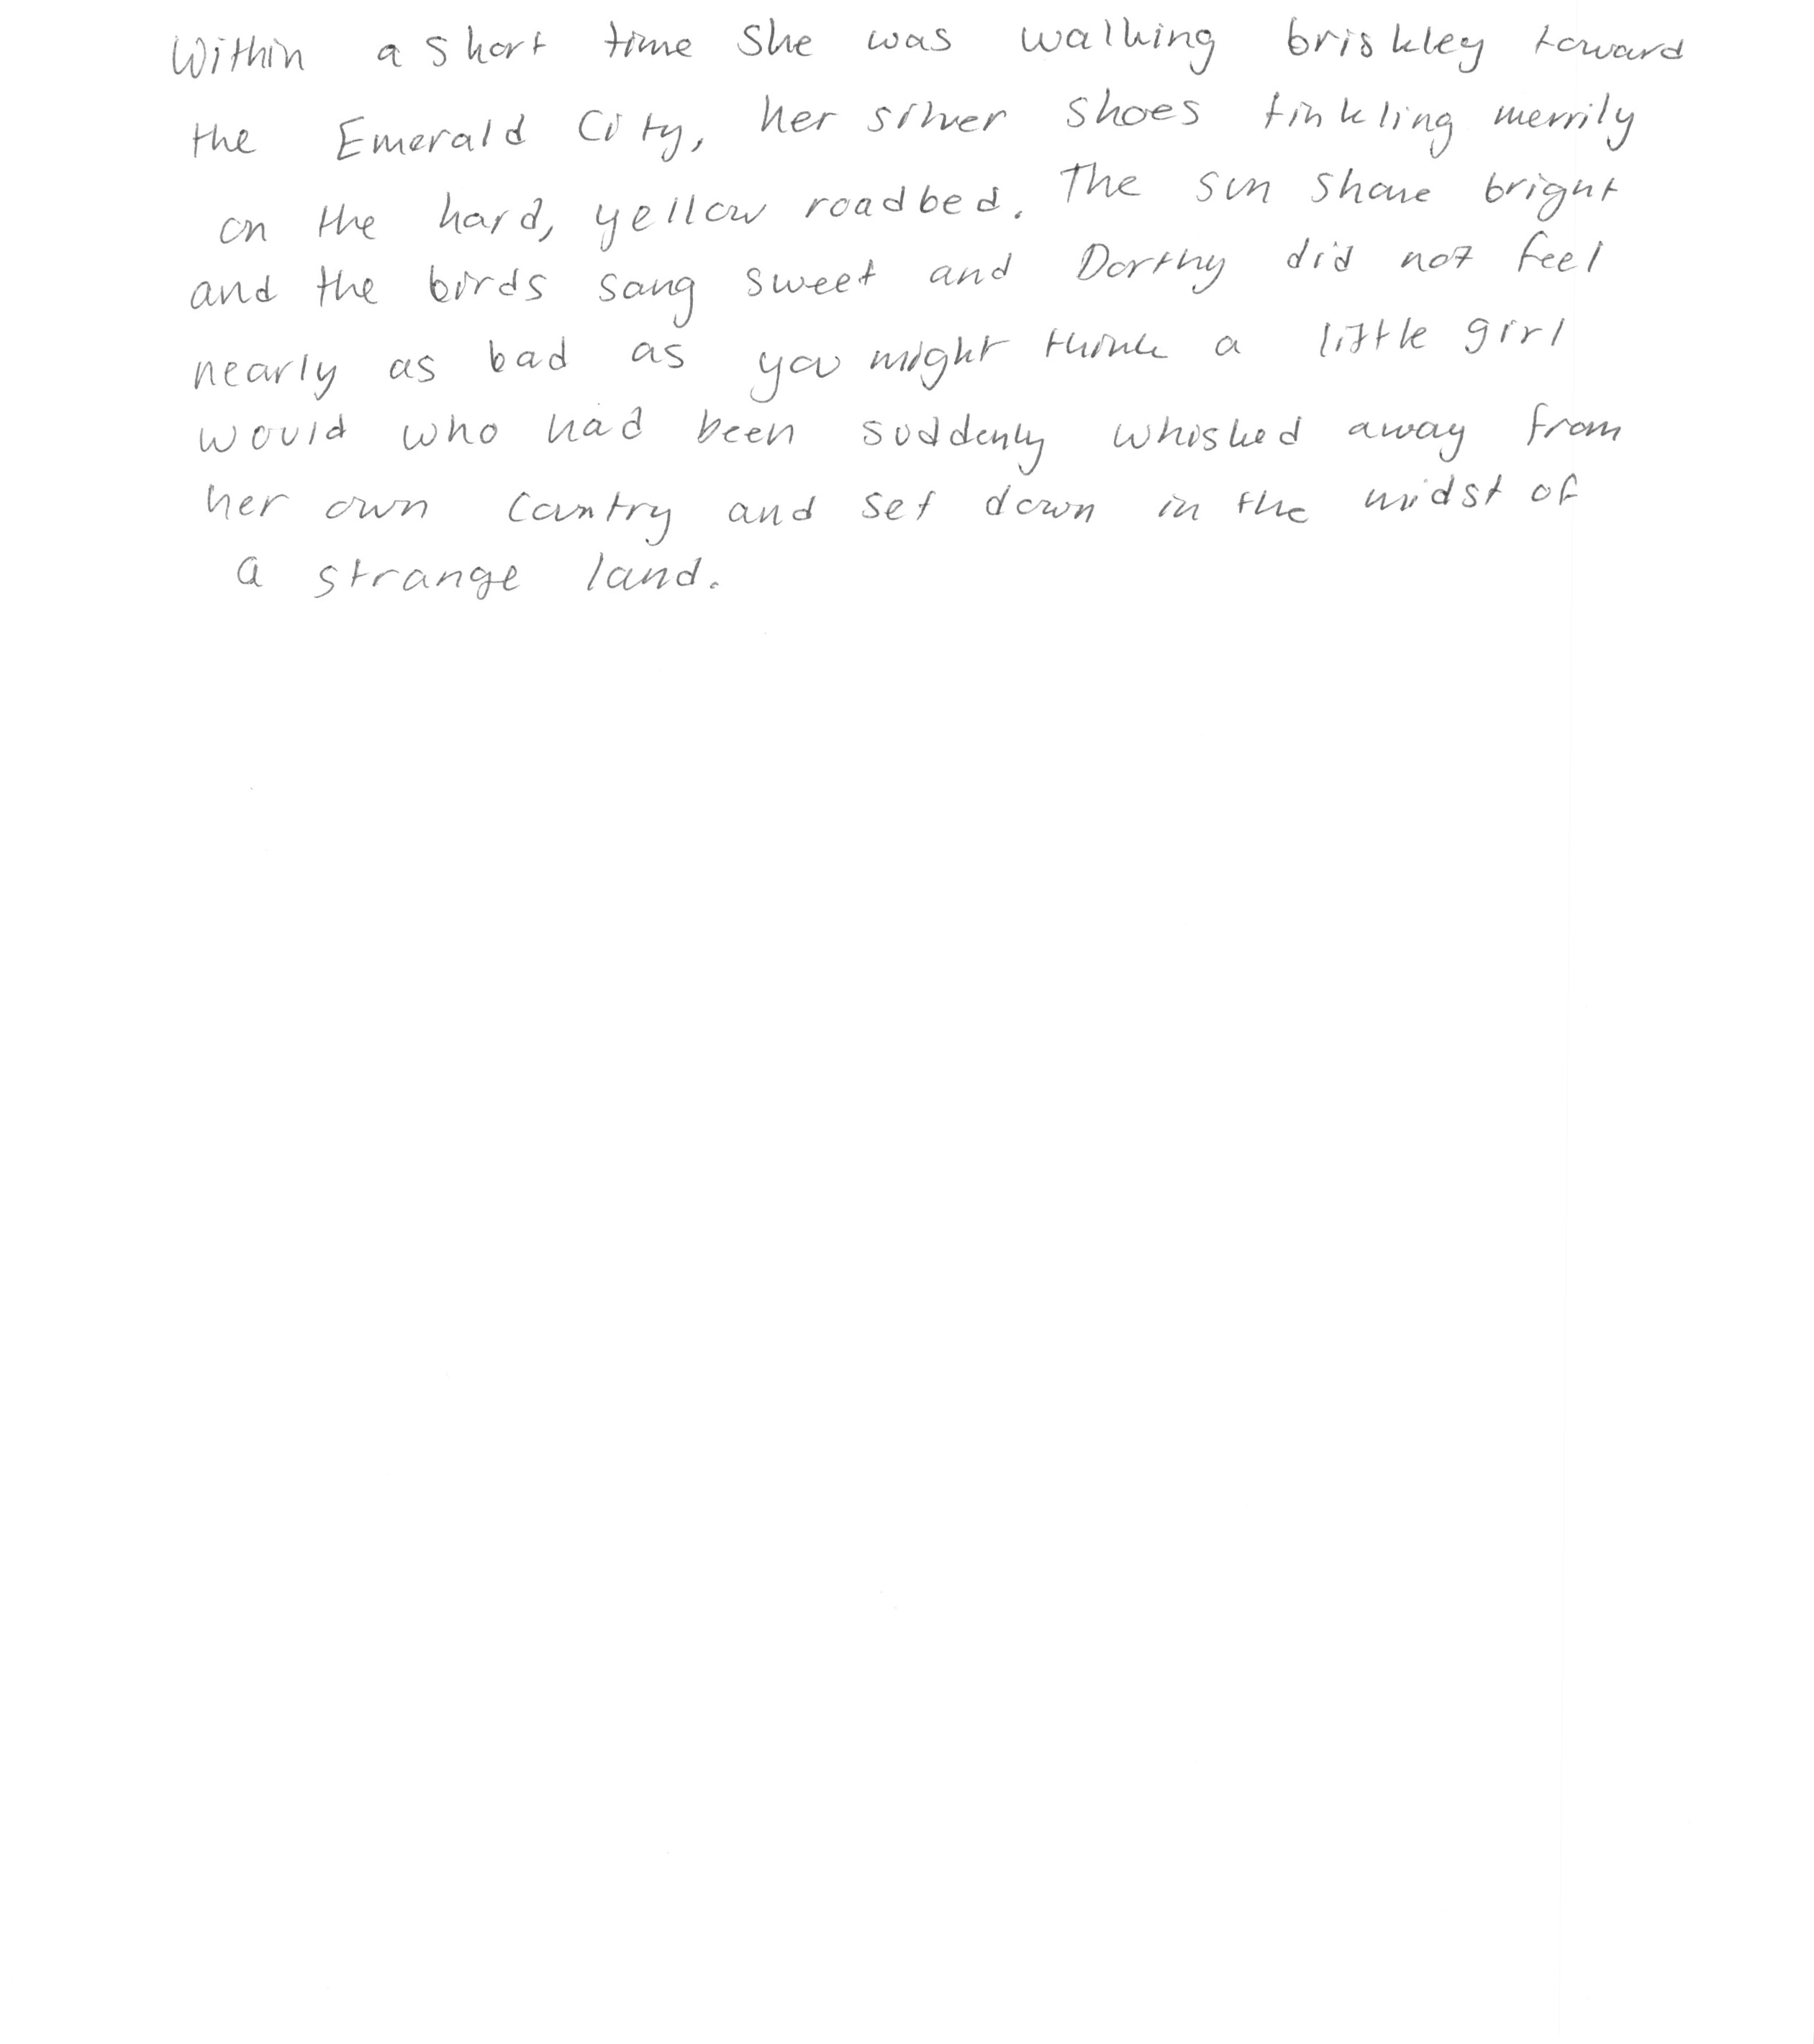 Within a short time she was walking briskley toward
the Emerald City, her silver shoes tinkling merrily
on the hard, yellow roadbed. The sun shone bright
and the birds sang sweet and Dorthy did not feel
nearly as bad as you might think a little girl
would who had been suddenly whisked away from
her own country and set down in the midst of
a strange land.